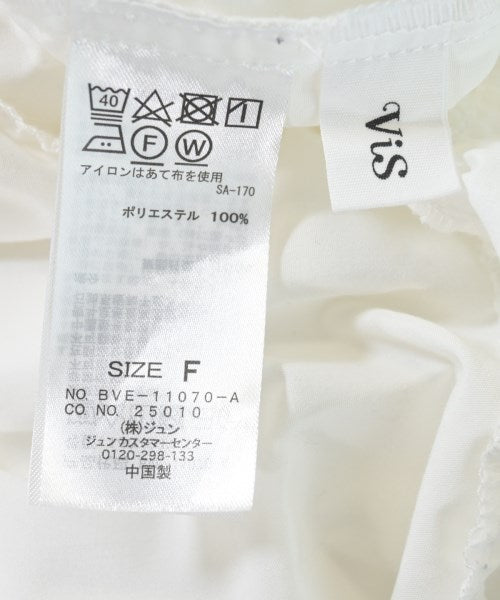 40
F W
アイロンはあて布を使用
SA-170
ポリエステル 100%
SIZE F
NO. BVE-11070-A
CO. NO. 25010
(株)ジュン
ジュンカスタマーセンター
0120-298-133
中国製
ViS